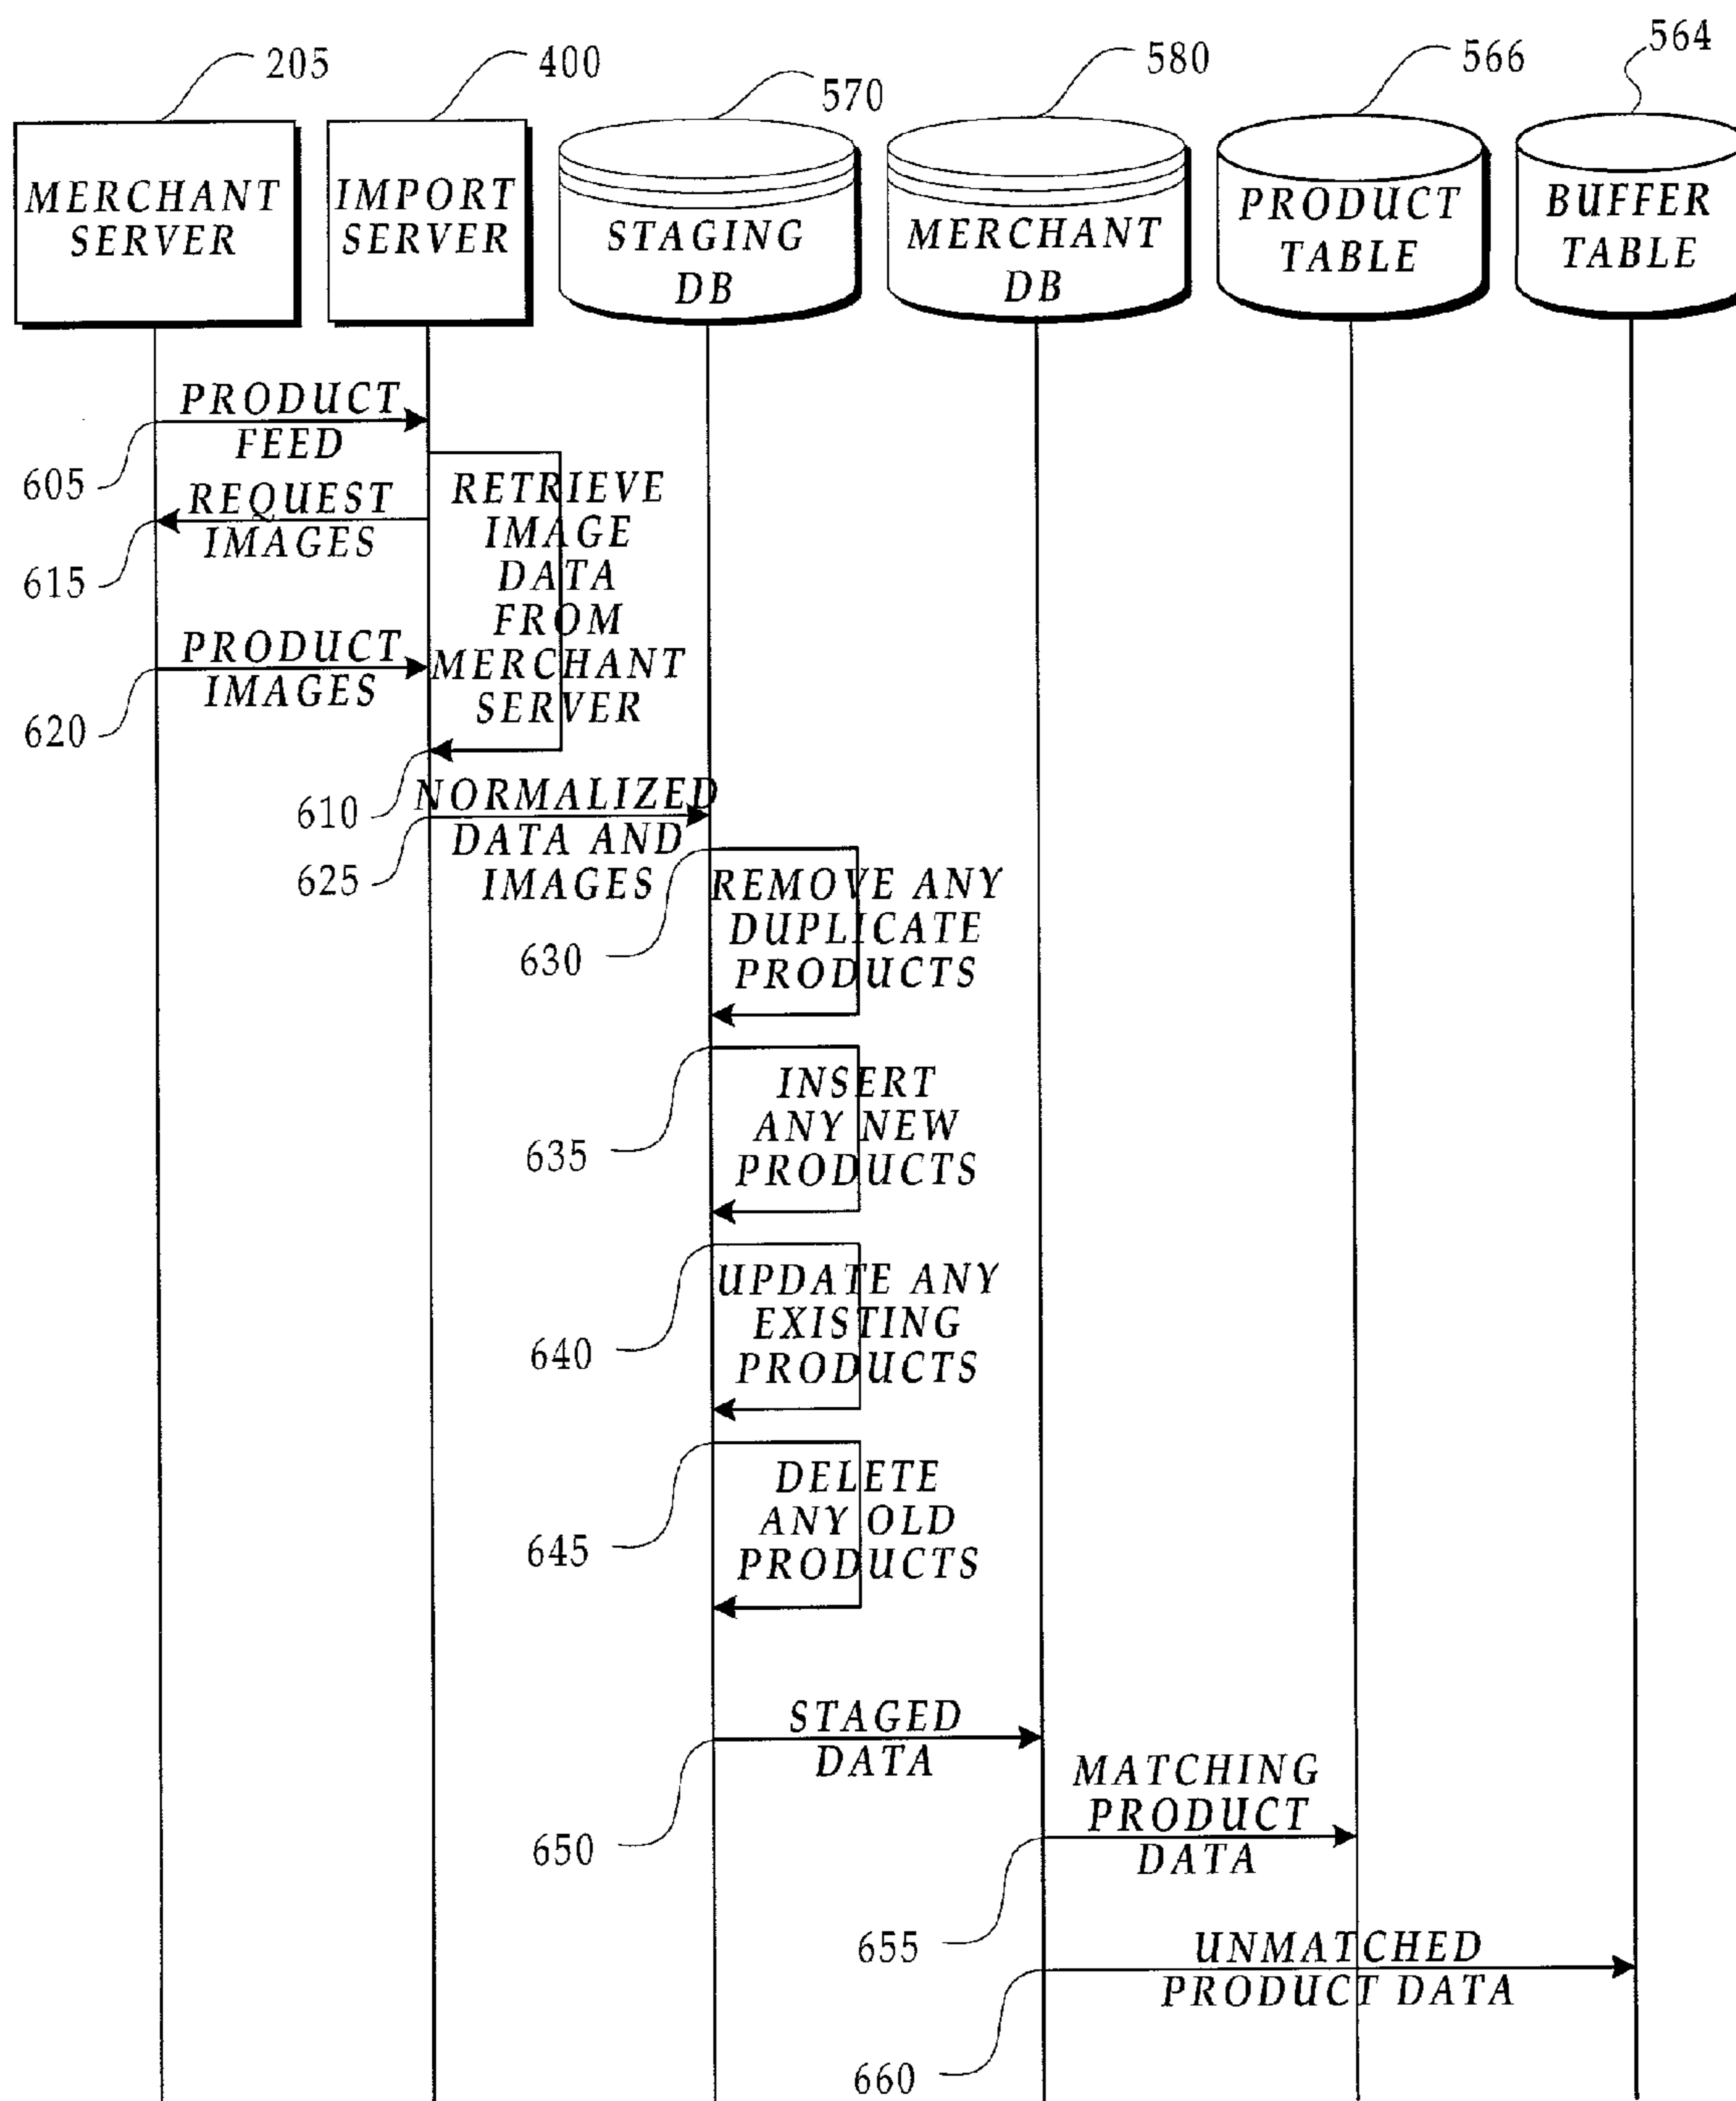 205
400
570
580
566
564
MERCHANT
SERVER
IMPORT
SERVER
STAGING
DB
MERCHANT
DB
PRODUCT
TABLE
BUFFER
TABLE
PRODUCT
FEED
605
REQUEST
IMAGES
615
RETRIEVE
IMAGE
DATA
FROM
MERCHANT
SERVER
PRODUCT
IMAGES
620
610
NORMALIZED
DATA AND
IMAGES
625
REMOVE ANY
DUPLICATE
PRODUCTS
630
INSERT
ANY NEW
PRODUCTS
635
UPDATE ANY
EXISTING
PRODUCTS
640
DELETE
ANY OLD
PRODUCTS
645
STAGED
DATA
650
MATCHING
PRODUCT
DATA
655
UNMATCHED
PRODUCT DATA
660